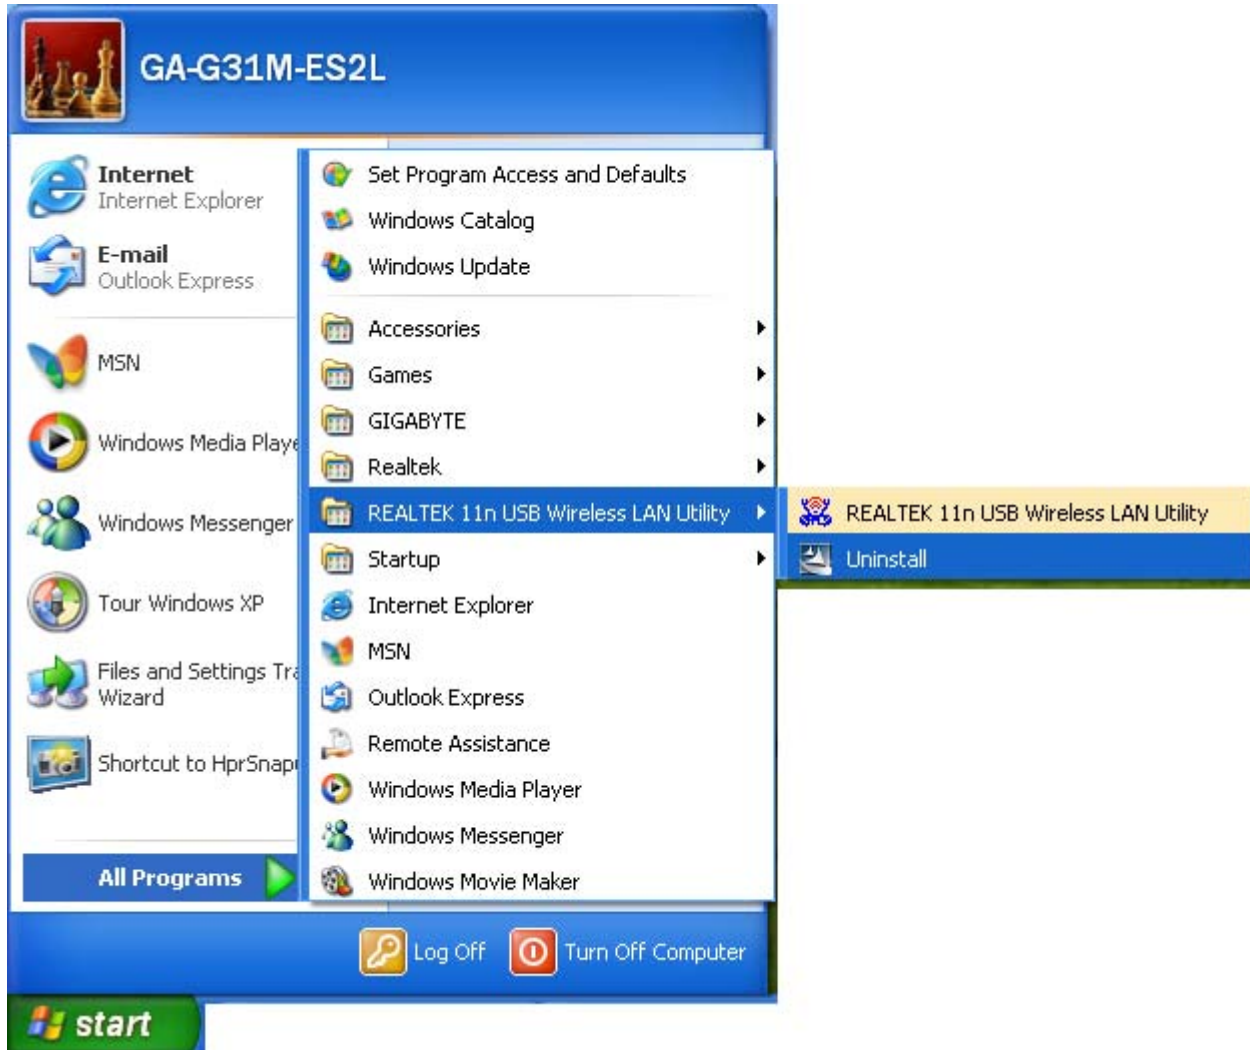 GA-G31M-ES2L
Internet
Internet Explorer
E-mail
Outlook Express
MSN
Windows Media Playe
Windows Messenger
Tour Windows XP
Files and Settings Tra
Wizard
Shortcut to HprSnap
All Programs
Set Program Access and Defaults
Windows Catalog
Windows Update
Accessories
Games
GIGABYTE
Realtek
REALTEK 11n USB Wireless LAN Utility
Startup
Internet Explorer
MSN
Outlook Express
Remote Assistance
Windows Media Player
Windows Messenger
Windows Movie Maker
REALTEK 11n USB Wireless LAN Utility
Uninstall
Log Off
Turn Off Computer
start